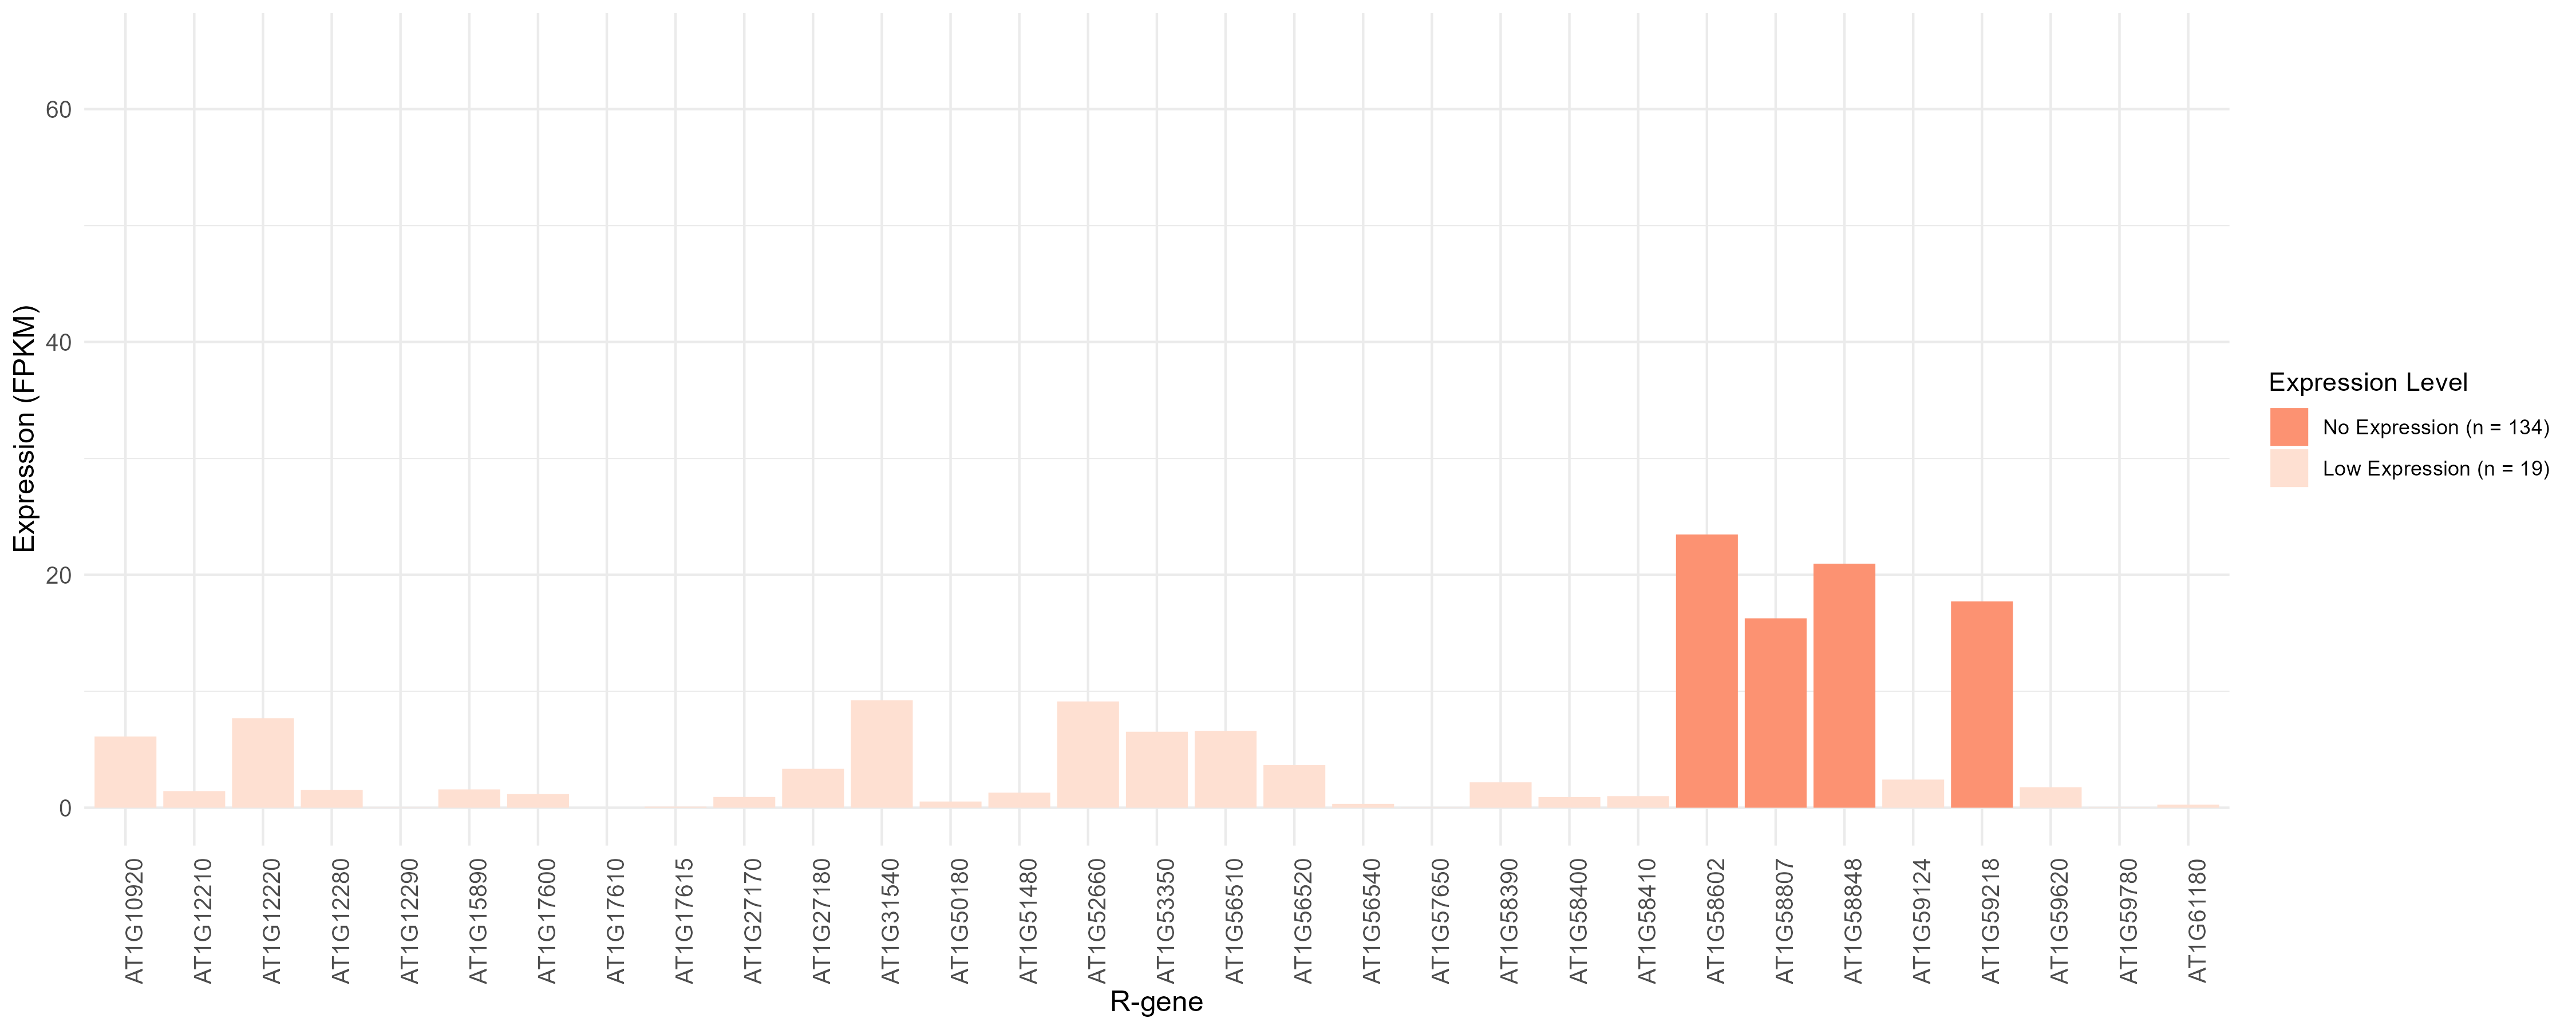 60
40
20
0
Expression (FPKM)
AT1G10920
AT1G12210
AT1G12220
AT1G12280
AT1G12290
AT1G15890
AT1G17600
AT1G17610
AT1G17615
AT1G27170
AT1G27180
AT1G31540
AT1G50180
AT1G51480
AT1G52660
AT1G53350
AT1G56510
AT1G56520
AT1G56540
AT1G57650
AT1G58390
AT1G58400
AT1G58410
AT1G58602
AT1G58807
AT1G58848
AT1G59124
AT1G59218
AT1G59620
AT1G59780
AT1G61180
R-gene
Expression Level
No Expression (n = 134)
Low Expression (n = 19)